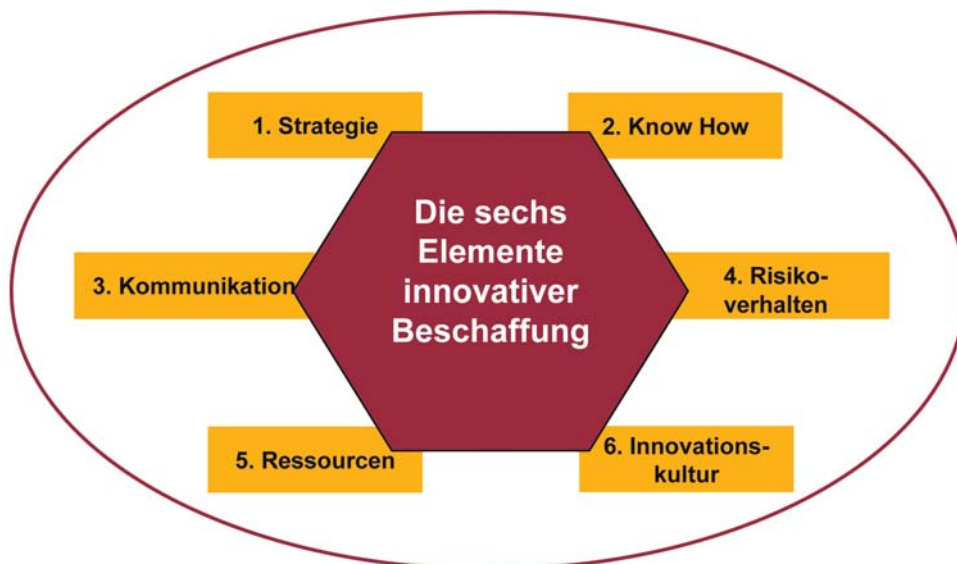 1. Strategie
2. Know How
Die sechs
Elemente
innovativer
Beschaffung
3. Kommunikation
4. Risiko-
verhalten
5. Ressourcen
6. Innovations-
kultur